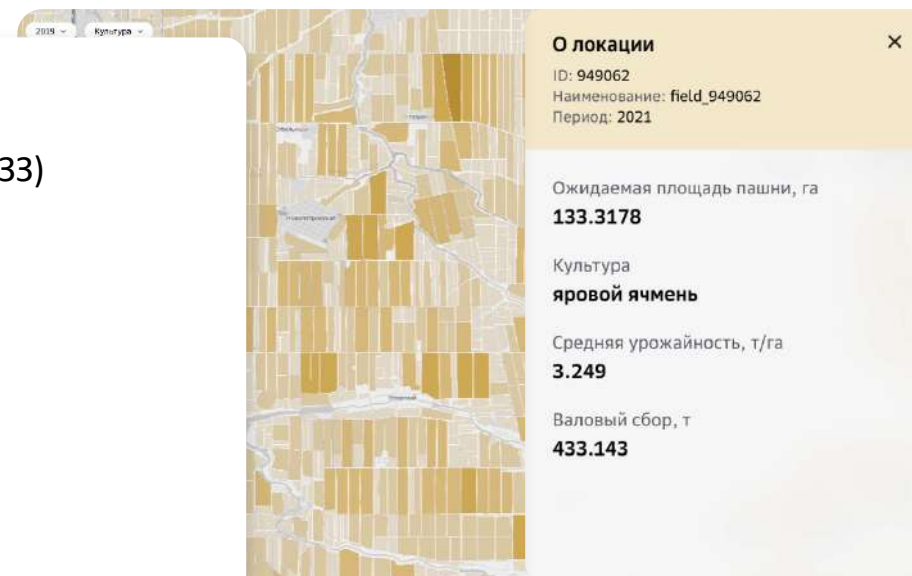 2019
Культура
33)
О локации
ID: 949062
Наименование: field_949062
Период: 2021
Ожидаемая площадь пашни, га
133.3178
Культура
яровой ячмень
Средняя урожайность, т/га
3.249
Валовый сбор, т
433.143